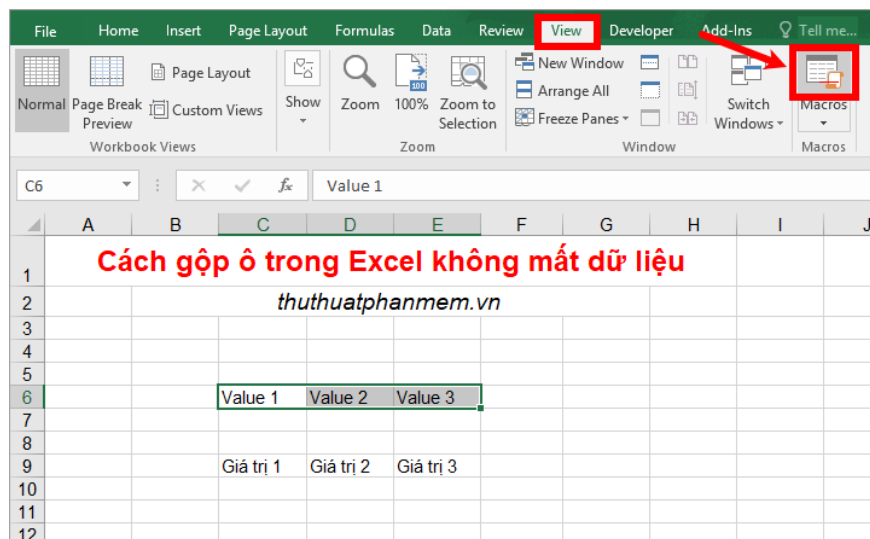 File Home Insert Page Layout Formulas Data Review View Developer Add-Ins Tell me...
Normal Page Break Preview
Page Layout
Custom Views
Workbook Views
Show
Zoom 100% Zoom to Selection
Zoom
New Window
Arrange All
Freeze Panes
Switch Windows
Window
Macros
Macros
C6 fx Value 1
A B C D E F G H I J
1 Cách gộp ô trong Excel không mất dữ liệu
2 thuthuatphanmem.vn
3
4
5
6 Value 1 Value 2 Value 3
7
8
9 Giá trị 1 Giá trị 2 Giá trị 3
10
11
12